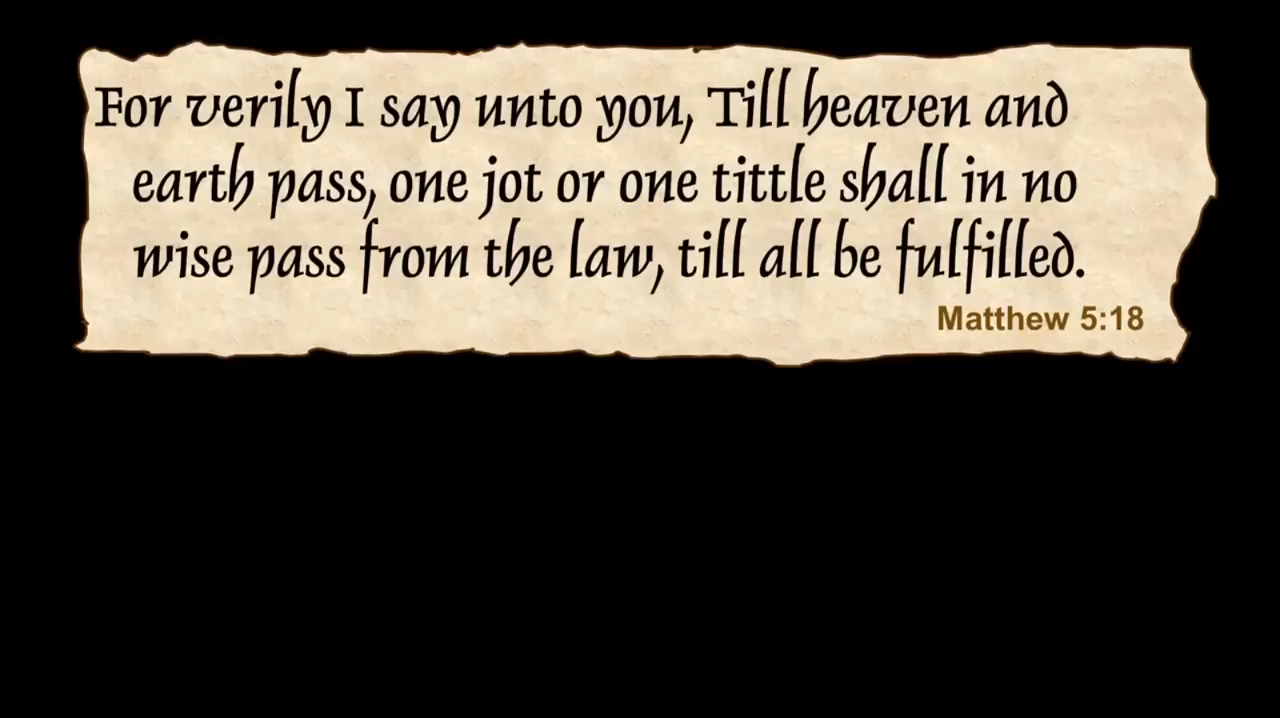 For verily I say unto you, Till heaven and
earth pass, one jot or one tittle shall in no
wise pass from the law, till all be fulfilled.
Matthew 5:18